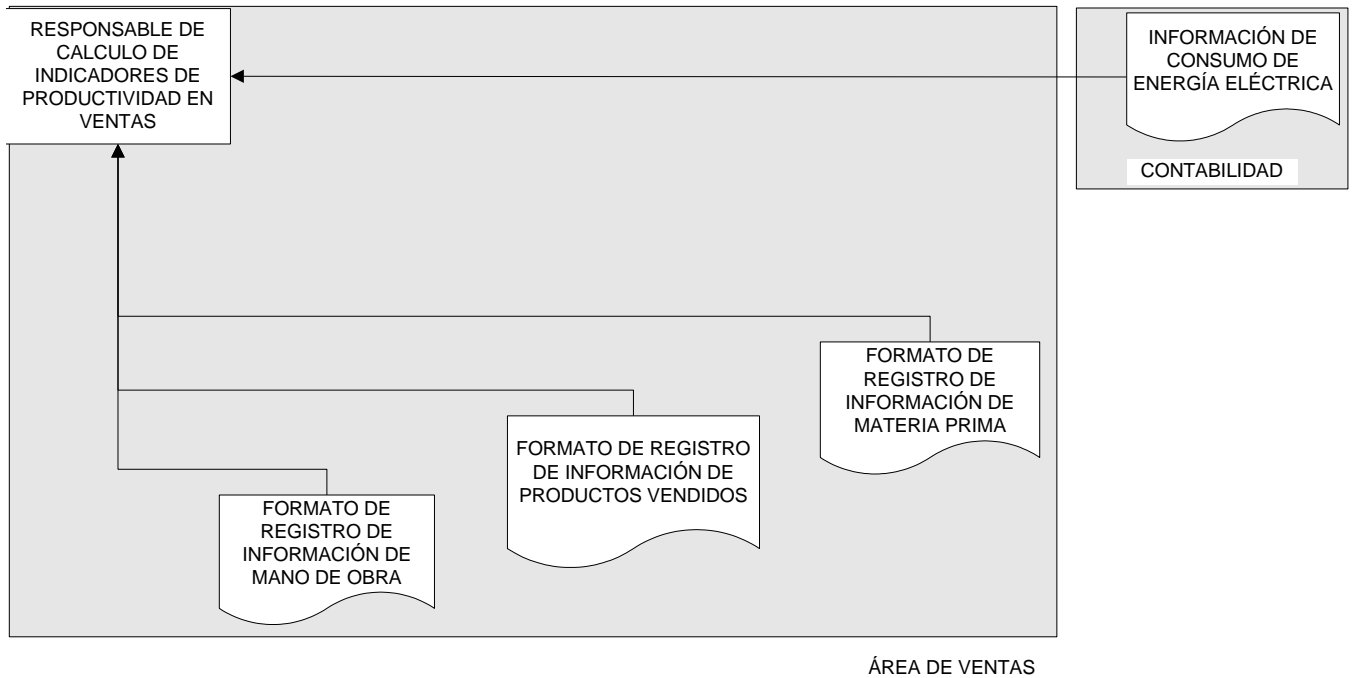 RESPONSABLE DE
CALCULO DE
INDICADORES DE
PRODUCTIVIDAD EN
VENTAS
INFORMACIÓN DE
CONSUMO DE
ENERGÍA ELÉCTRICA
CONTABILIDAD
FORMATO DE
REGISTRO DE
INFORMACIÓN DE
MATERIA PRIMA
FORMATO DE REGISTRO
DE INFORMACIÓN DE
PRODUCTOS VENDIDOS
FORMATO DE
REGISTRO DE
INFORMACIÓN DE
MANO DE OBRA
ÁREA DE VENTAS